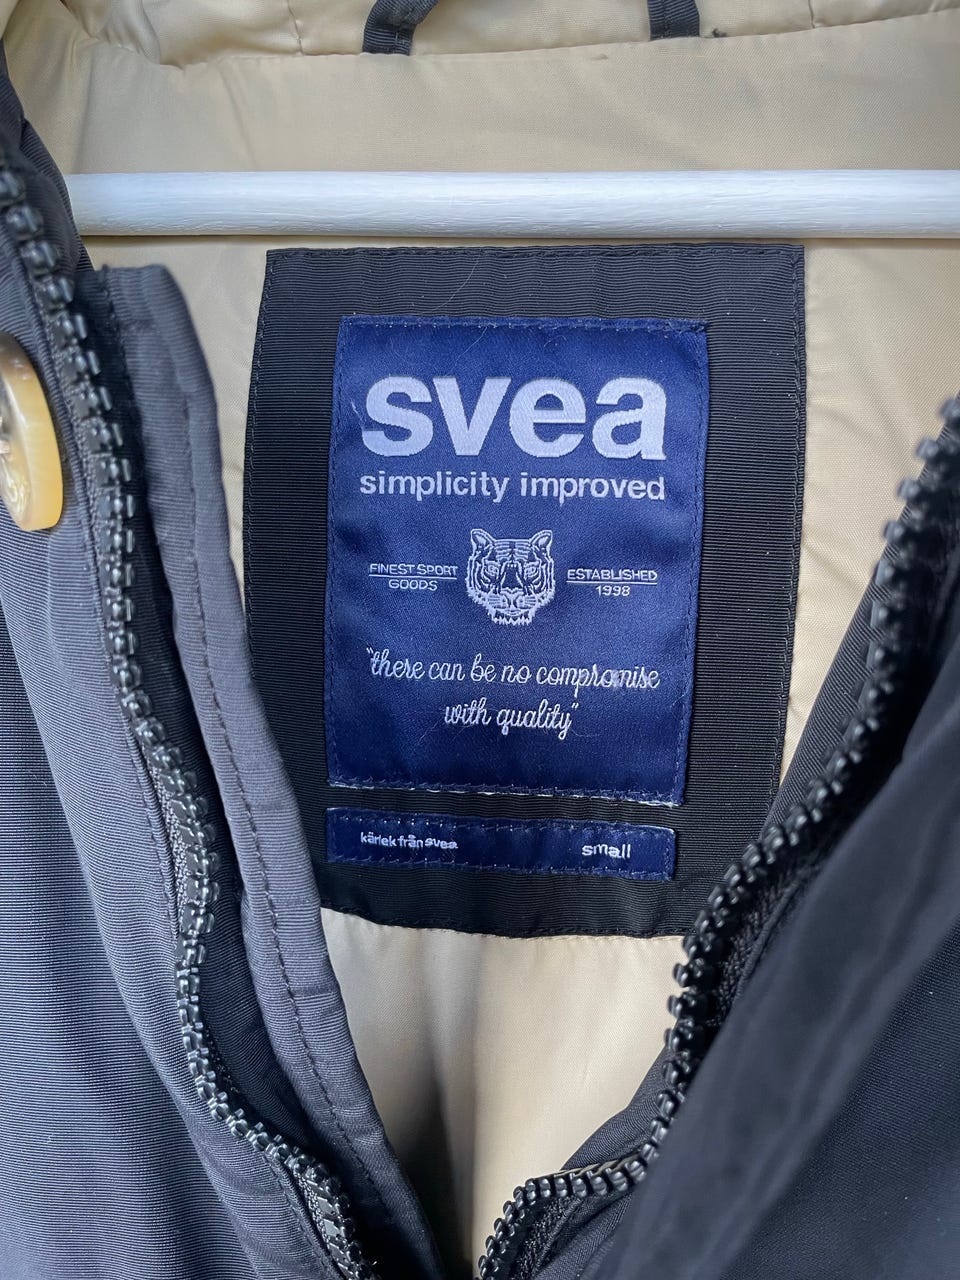 svea
simplicity improved
FINEST SPORT
GOODS
ESTABLISHED
1998
"there can be no compromise
with quality"
kärlek från svea
small